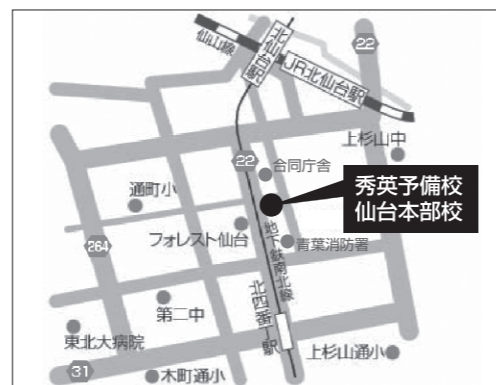 北仙台駅
仙山線
JR北仙台駅
22
上杉山中
22
合同庁舎
秀英予備校
仙台本部校
通町小
フォレスト仙台
地下鉄南北線
青葉消防署
264
北四番丁駅
第二中
東北大病院
31
木町通小
上杉山通小